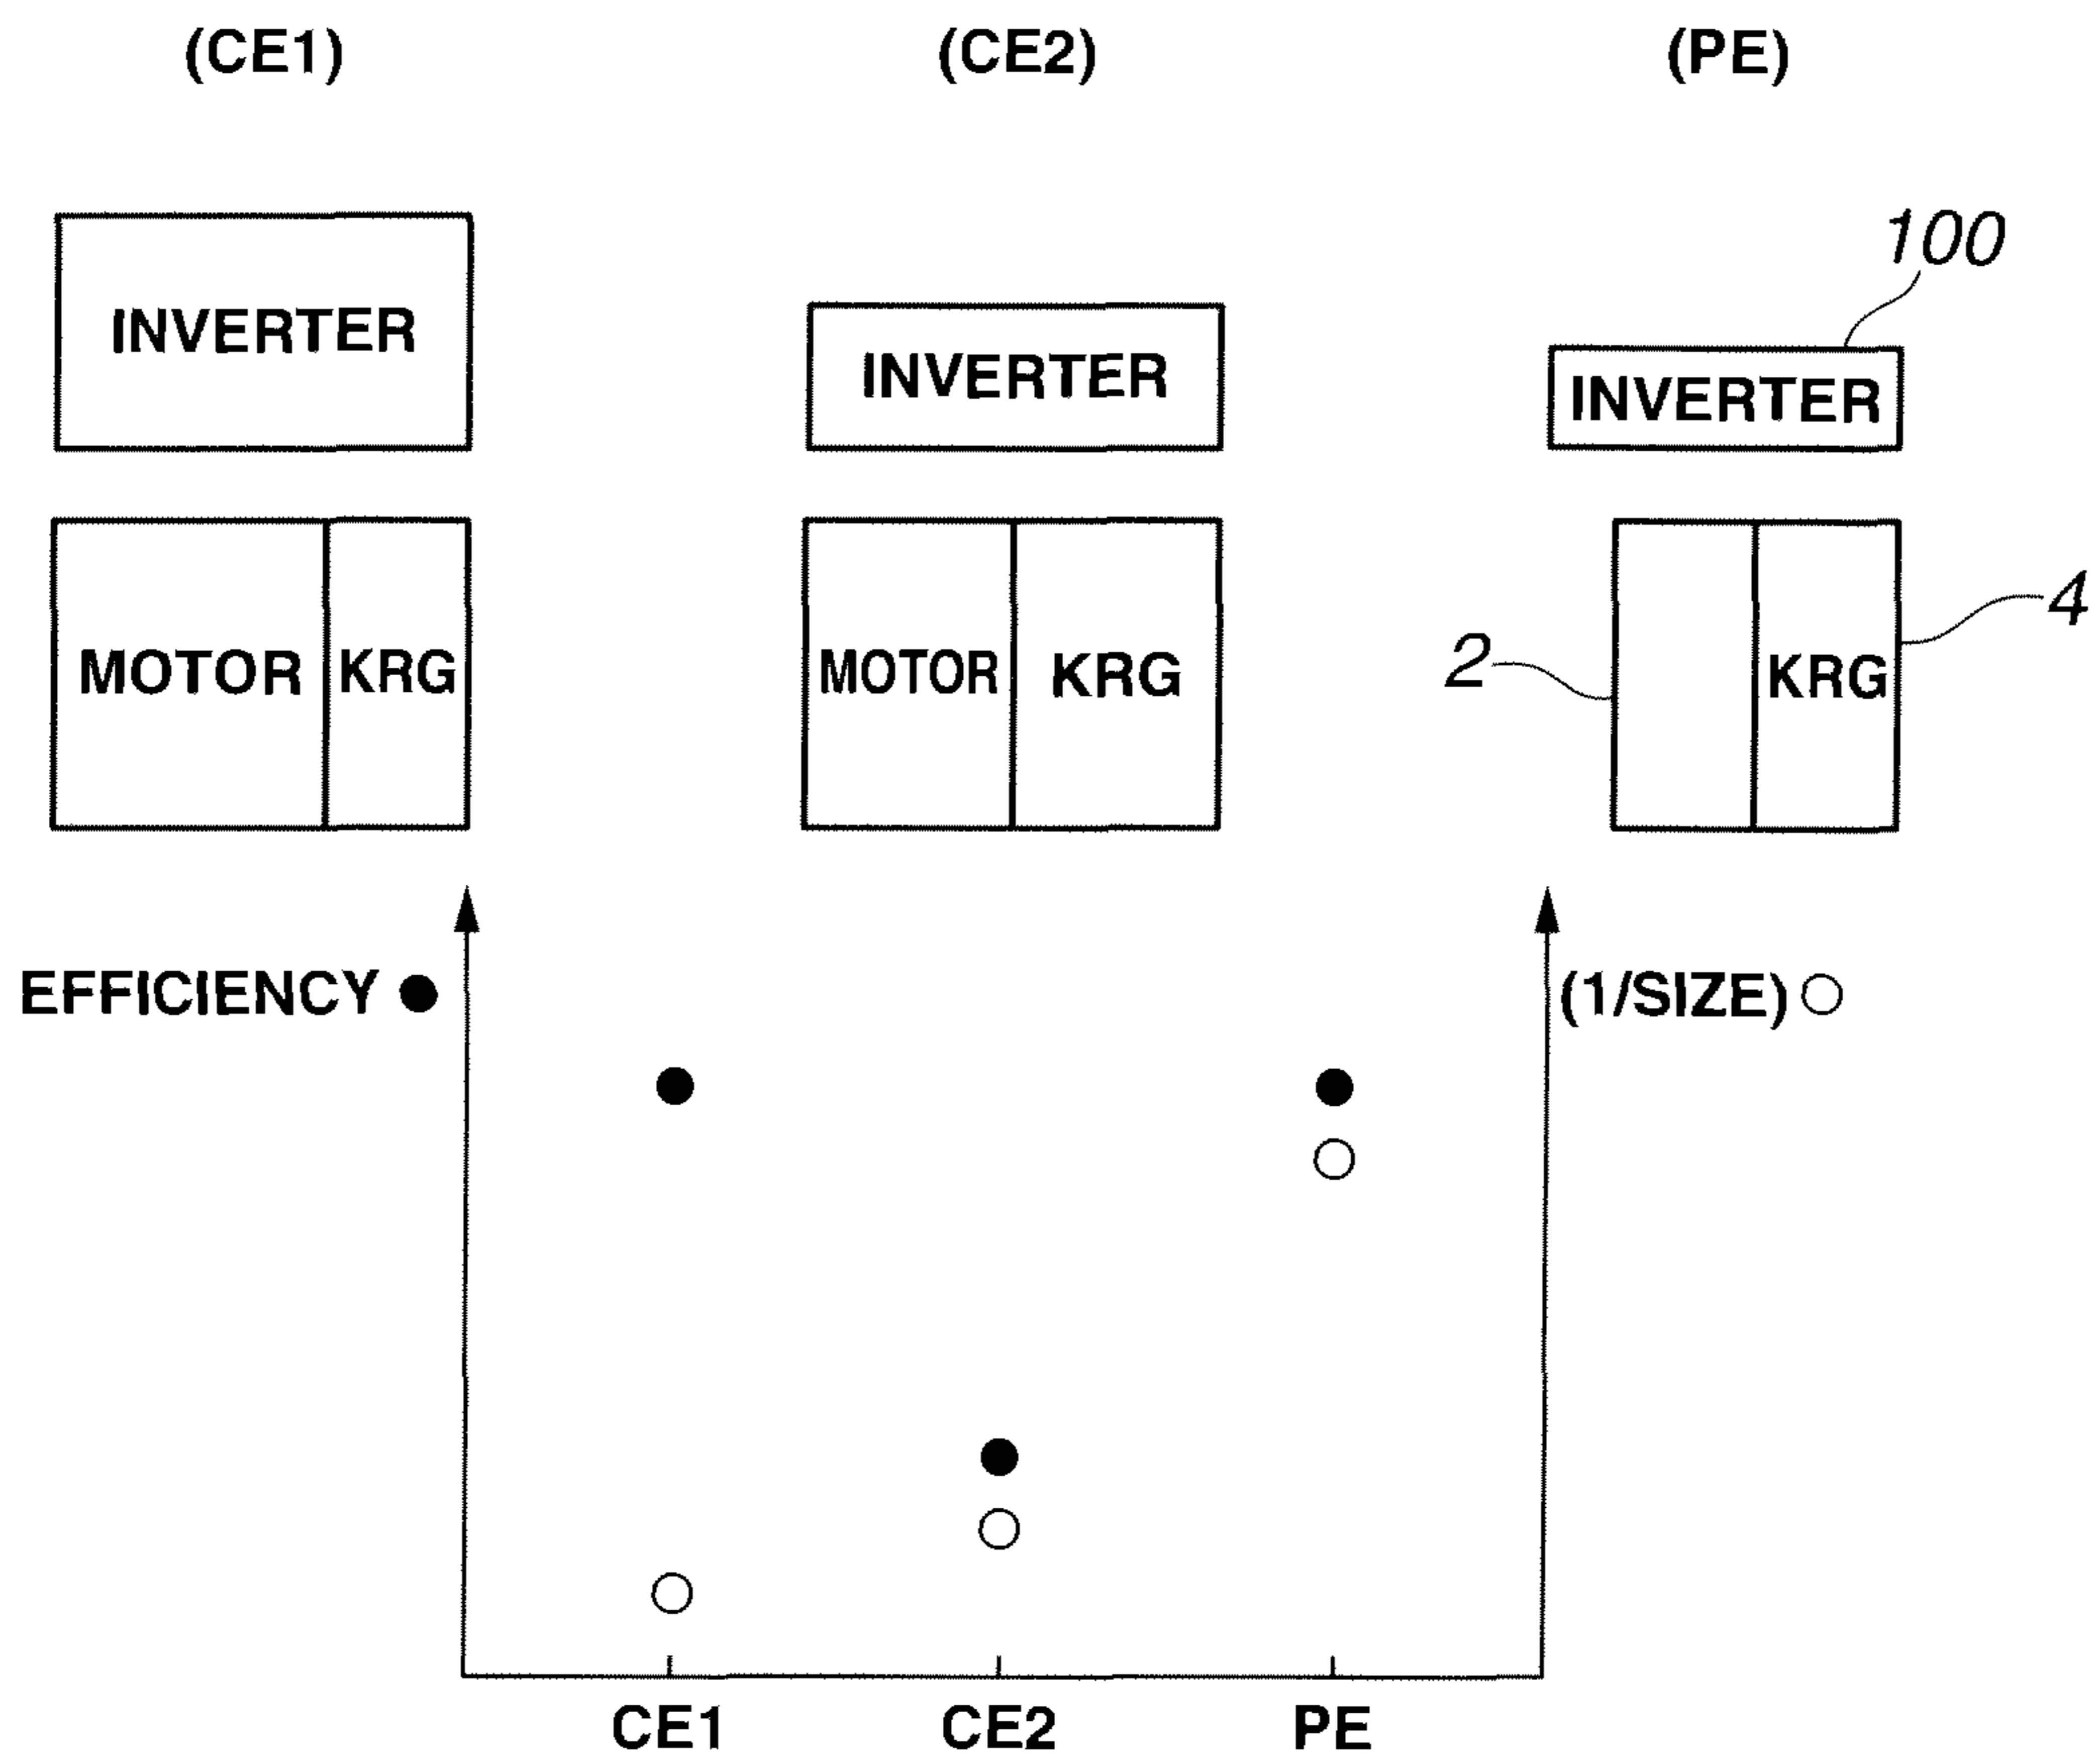 (CE1) (CE2) (PE)
100
INVERTER INVERTER INVERTER
MOTOR KRG MOTOR KRG 2 KRG 4
EFFICIENCY ● (1/SIZE) ○
CE1 CE2 PE